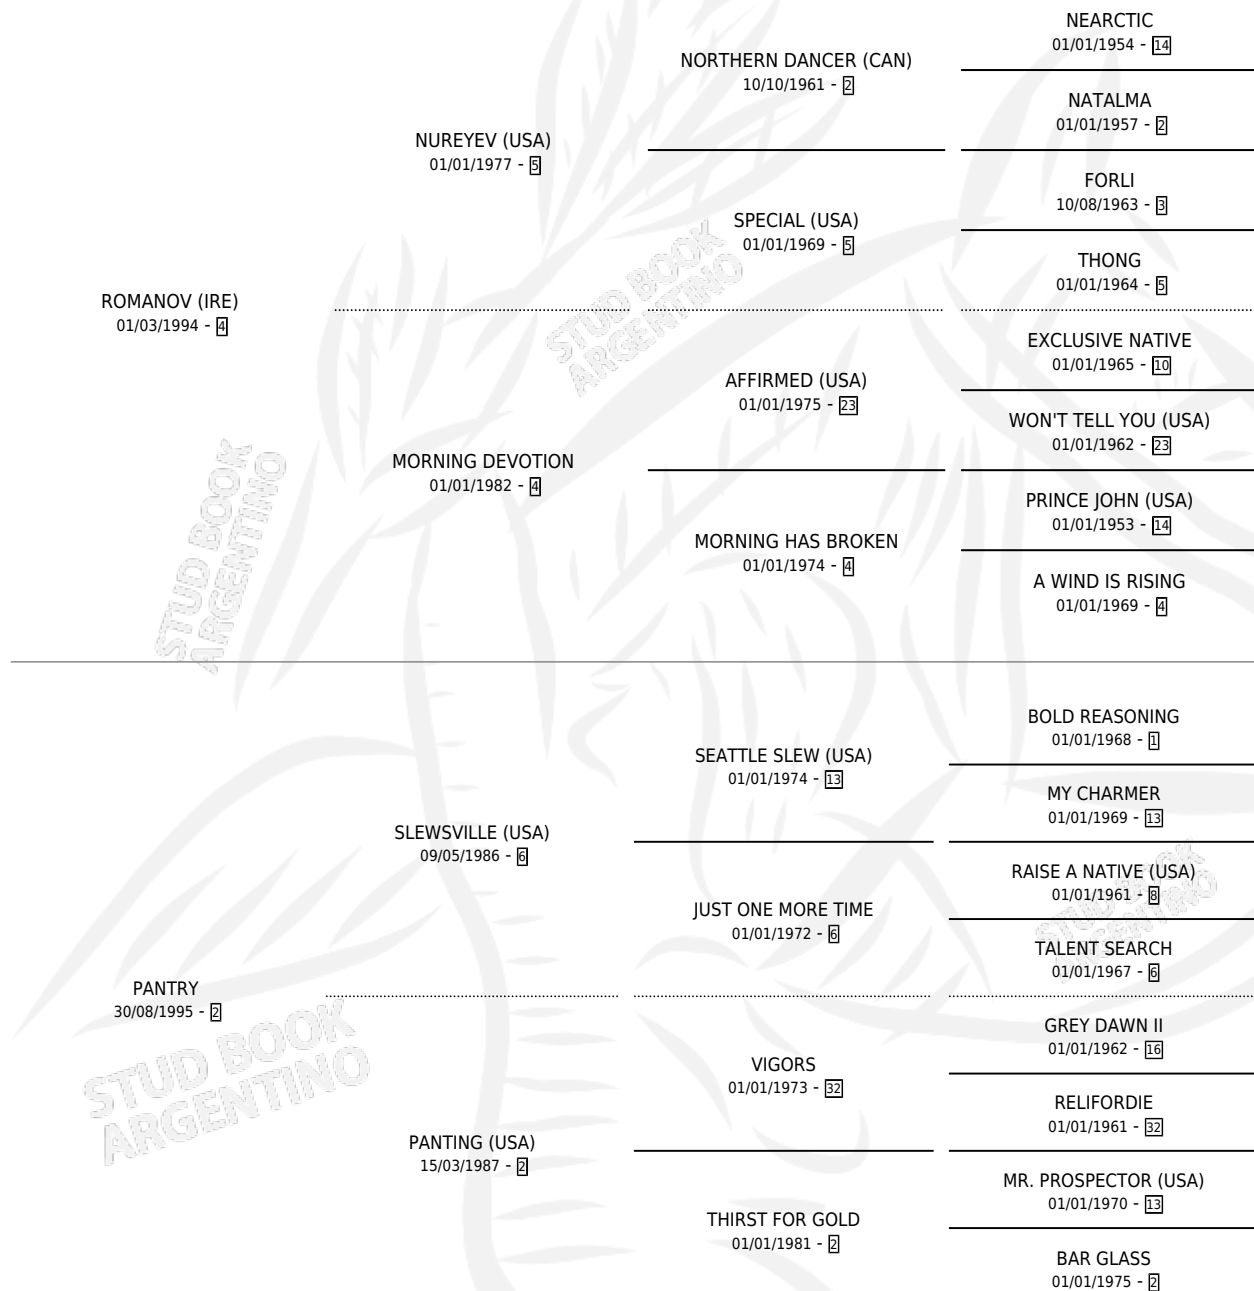 NEARCTIC
01/01/1954 - 14
NORTHERN DANCER (CAN)
10/10/1961 - 2
NATALMA
01/01/1957 - 2
NUREYEV (USA)
01/01/1977 - 5
FORLI
10/08/1963 - 3
SPECIAL (USA)
01/01/1969 - 5
THONG
01/01/1964 - 5
ROMANOV (IRE)
01/03/1994 - 4
STUD BOOK
ARGENTINO
EXCLUSIVE NATIVE
01/01/1965 - 10
AFFIRMED (USA)
01/01/1975 - 23
WON'T TELL YOU (USA)
01/01/1962 - 23
MORNING DEVOTION
01/01/1982 - 4
PRINCE JOHN (USA)
01/01/1953 - 14
MORNING HAS BROKEN
01/01/1974 - 4
A WIND IS RISING
01/01/1969 - 4
STUD BOOK
ARGENTINO
BOLD REASONING
01/01/1968 - 1
SEATTLE SLEW (USA)
01/01/1974 - 13
MY CHARMER
01/01/1969 - 13
SLEWSVILLE (USA)
09/05/1986 - 6
RAISE A NATIVE (USA)
01/01/1961 - 8
JUST ONE MORE TIME
01/01/1972 - 6
TALENT SEARCH
01/01/1967 - 6
STUD BOOK
ARGENTINO
PANTRY
30/08/1995 - 2
STUD BOOK
ARGENTINO
GREY DAWN II
01/01/1962 - 16
VIGORS
01/01/1973 - 32
RELIFORDIE
01/01/1961 - 32
PANTING (USA)
15/03/1987 - 2
MR. PROSPECTOR (USA)
01/01/1970 - 13
THIRST FOR GOLD
01/01/1981 - 2
BAR GLASS
01/01/1975 - 2